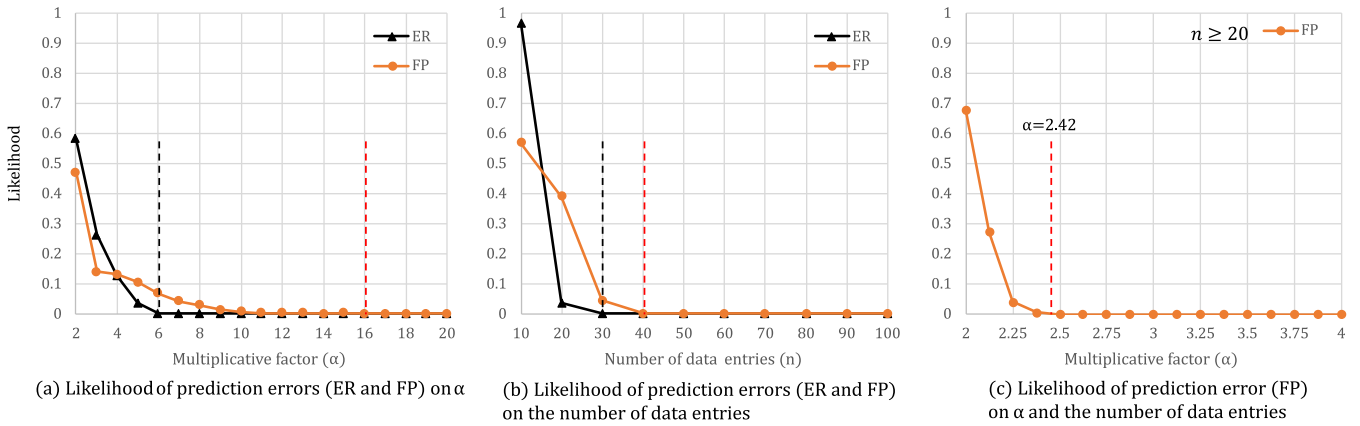 1
0.9
0.8
0.7
0.6
0.5
0.4
0.3
0.2
0.1
0
Likelihood
ER
FP
2 4 6 8 10 12 14 16 18 20
Multiplicative factor (α)
(a) Likelihood of prediction errors (ER and FP) on α
1
0.9
0.8
0.7
0.6
0.5
0.4
0.3
0.2
0.1
0
ER
FP
10 20 30 40 50 60 70 80 90 100
Number of data entries (n)
(b) Likelihood of prediction errors (ER and FP)
on the number of data entries
1
0.9
0.8
0.7
0.6
0.5
0.4
0.3
0.2
0.1
0
n ≥ 20 FP
α=2.42
2 2.25 2.5 2.75 3 3.25 3.5 3.75 4
Multiplicative factor (α)
(c) Likelihood of prediction error (FP)
on α and the number of data entries